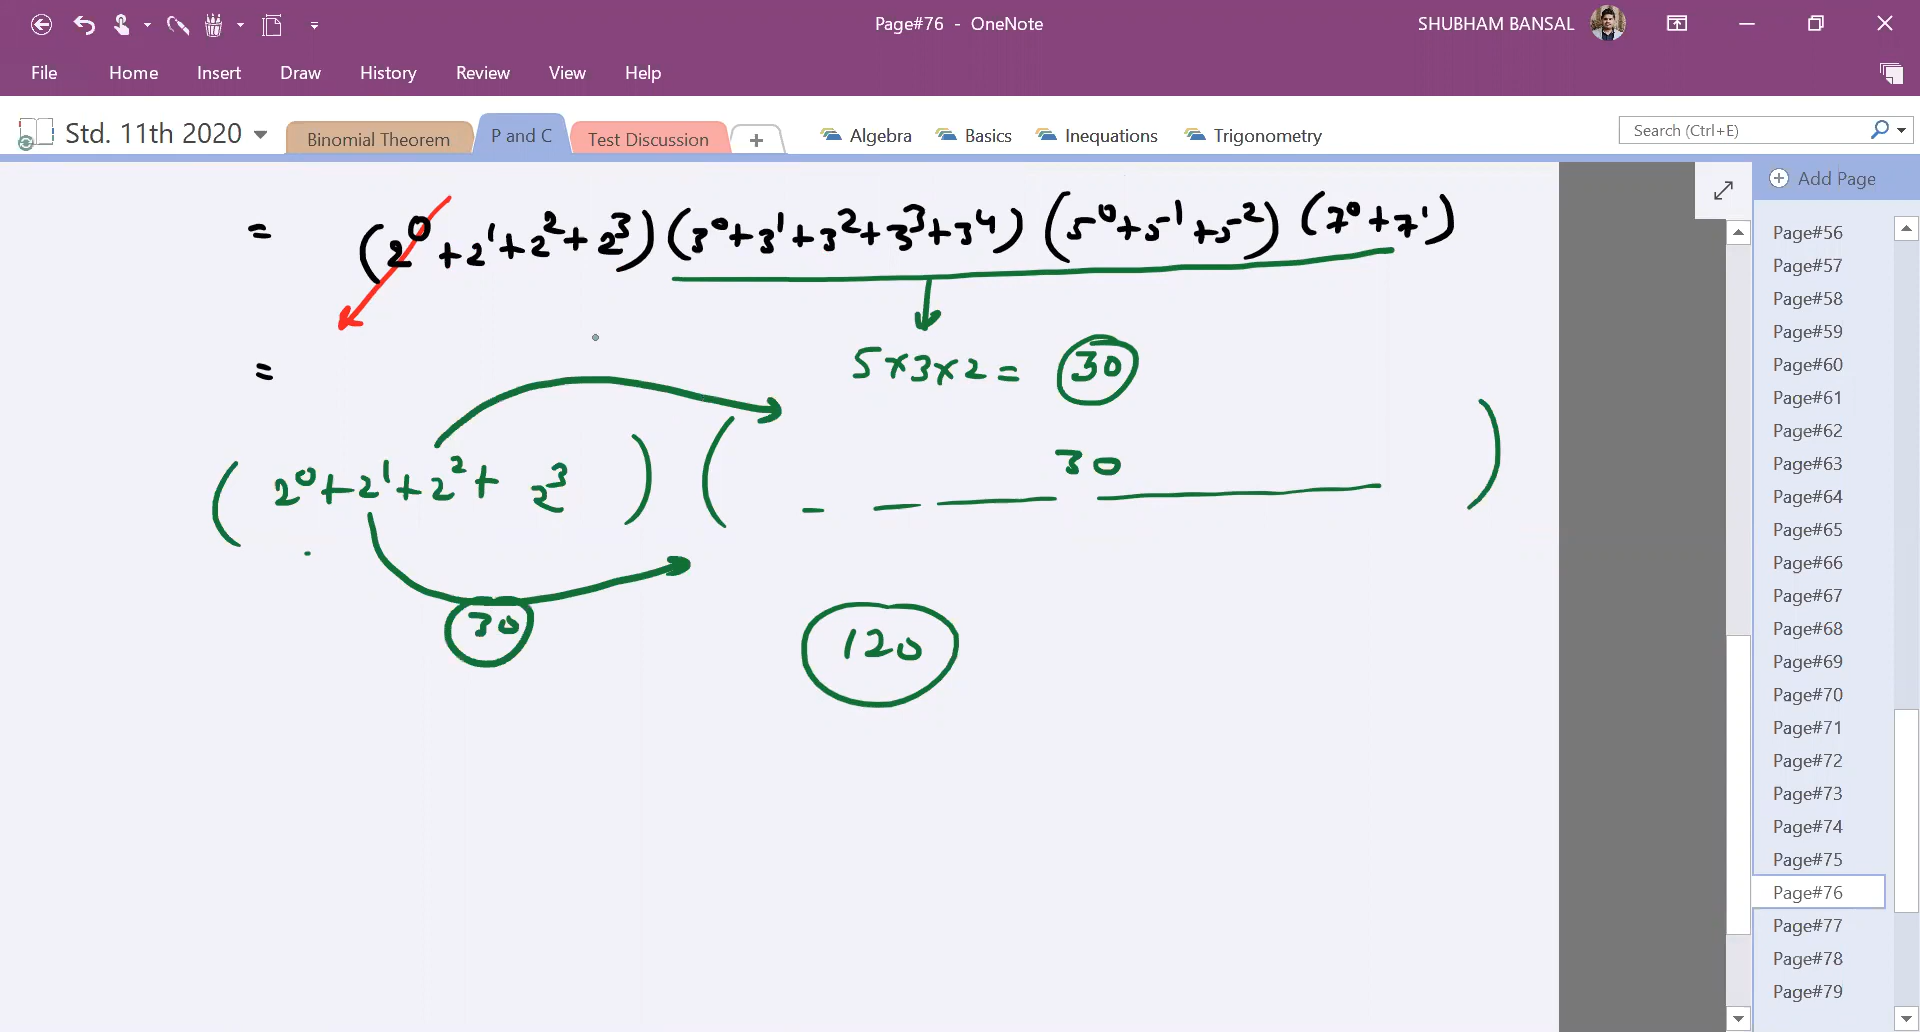 Page#76 - OneNote
SHUBHAM BANSAL
File Home Insert Draw History Review View Help
Std. 11th 2020
Binomial Theorem
P and C
Test Discussion
+
Algebra
Basics
Inequations
Trigonometry
Search (Ctrl+E)
Add Page
= (2⁰ + 2¹ + 2² + 2³) (3⁰ + 3¹ + 3² + 3³ + 3⁴) (5⁰ + 5¹ + 5²) (7⁰ + 7¹)
5 × 3 × 2 = 30
=
(2⁰ + 2¹ + 2² + 2³) ( 30 )
30
120
Page#56
Page#57
Page#58
Page#59
Page#60
Page#61
Page#62
Page#63
Page#64
Page#65
Page#66
Page#67
Page#68
Page#69
Page#70
Page#71
Page#72
Page#73
Page#74
Page#75
Page#76
Page#77
Page#78
Page#79